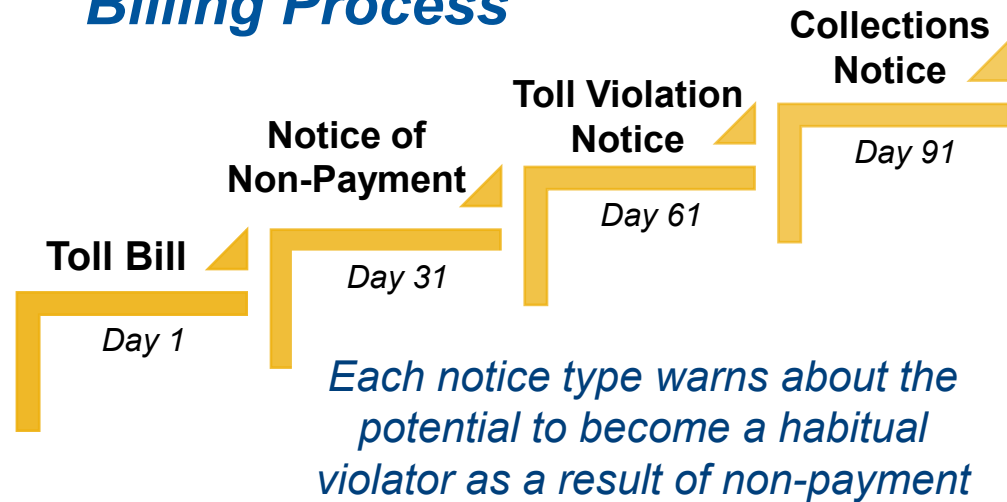 Billing Process
Toll Bill
Day 1
Notice of
Non-Payment
Day 31
Toll Violation
Notice
Day 61
Collections
Notice
Day 91
Each notice type warns about the
potential to become a habitual
violator as a result of non-payment